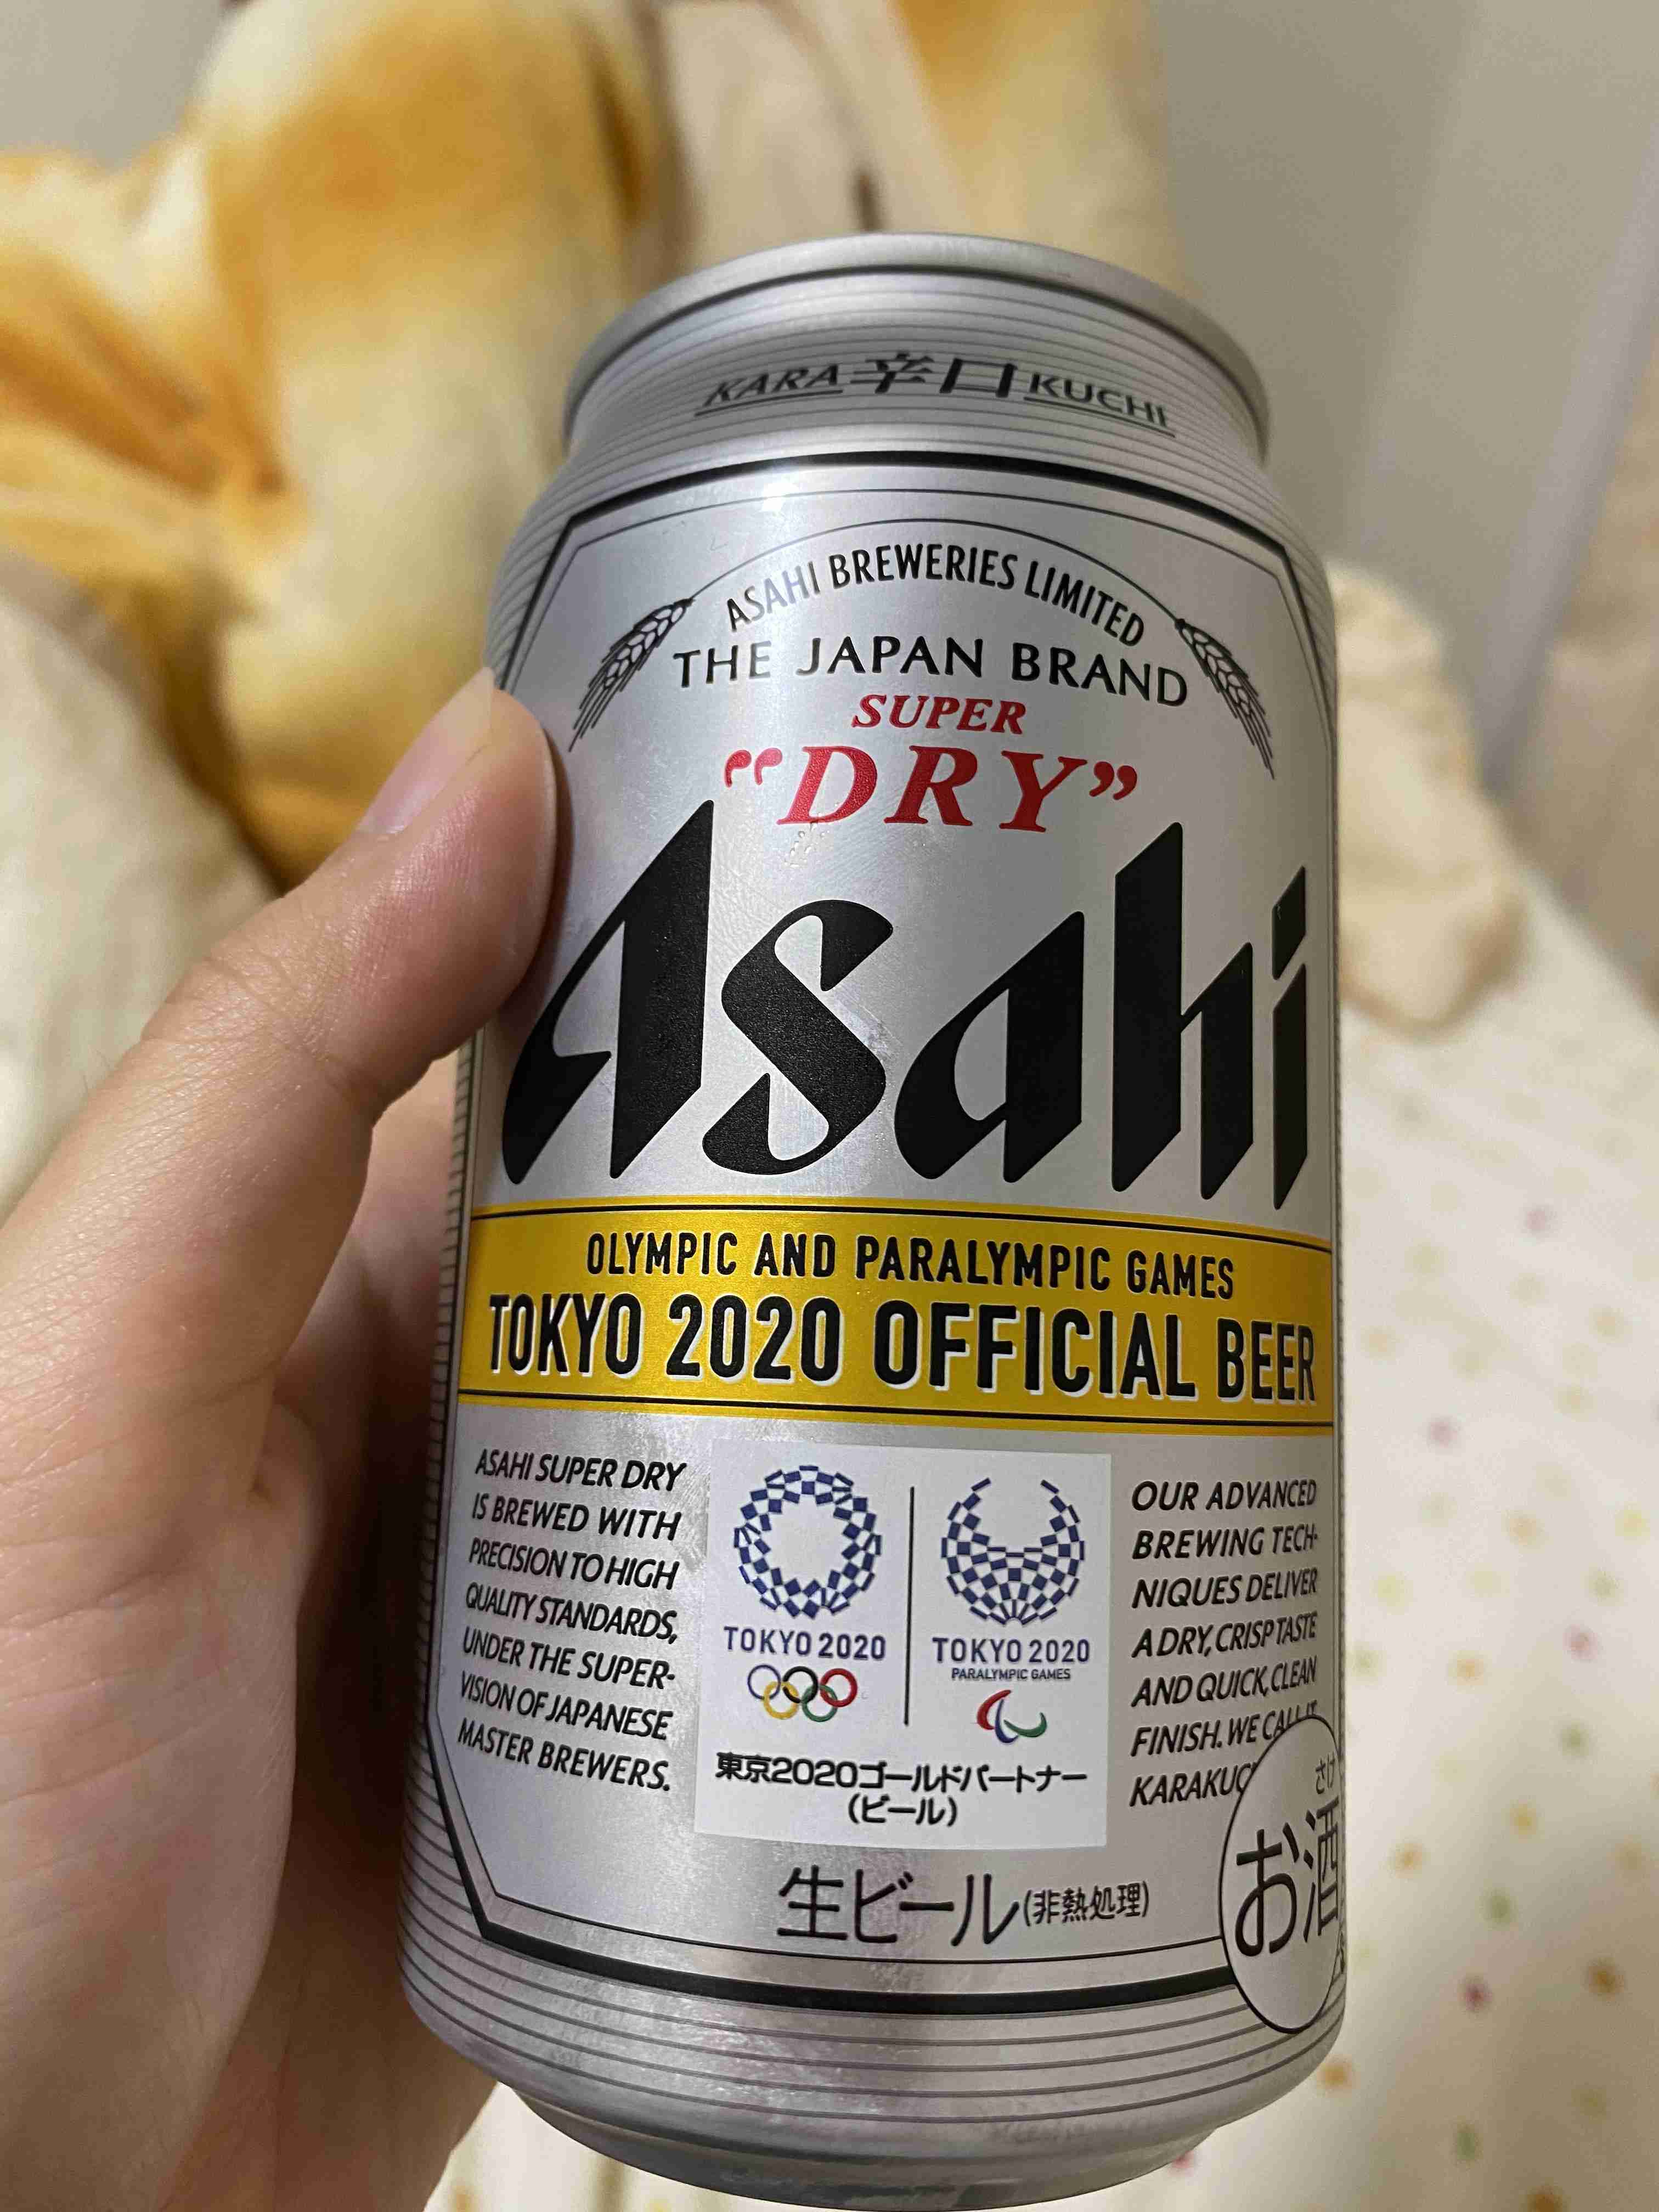 KARA 辛口 KUCHI
ASAHI BREWERIES LIMITED
THE JAPAN BRAND
SUPER
“DRY”
Asahi
OLYMPIC AND PARALYMPIC GAMES
TOKYO 2020 OFFICIAL BEER
ASAHI SUPER DRY
IS BREWED WITH
PRECISION TO HIGH
QUALITY STANDARDS,
UNDER THE SUPER-
VISION OF JAPANESE
MASTER BREWERS.
TOKYO 2020
TOKYO 2020
PARALYMPIC GAMES
東京2020ゴールドパートナー
(ビール)
OUR ADVANCED
BREWING TECH-
NIQUES DELIVER
A DRY, CRISP TASTE
AND QUICK, CLEAN
FINISH. WE CALL IT
生ビール(非熱処理)
さけ
お酒